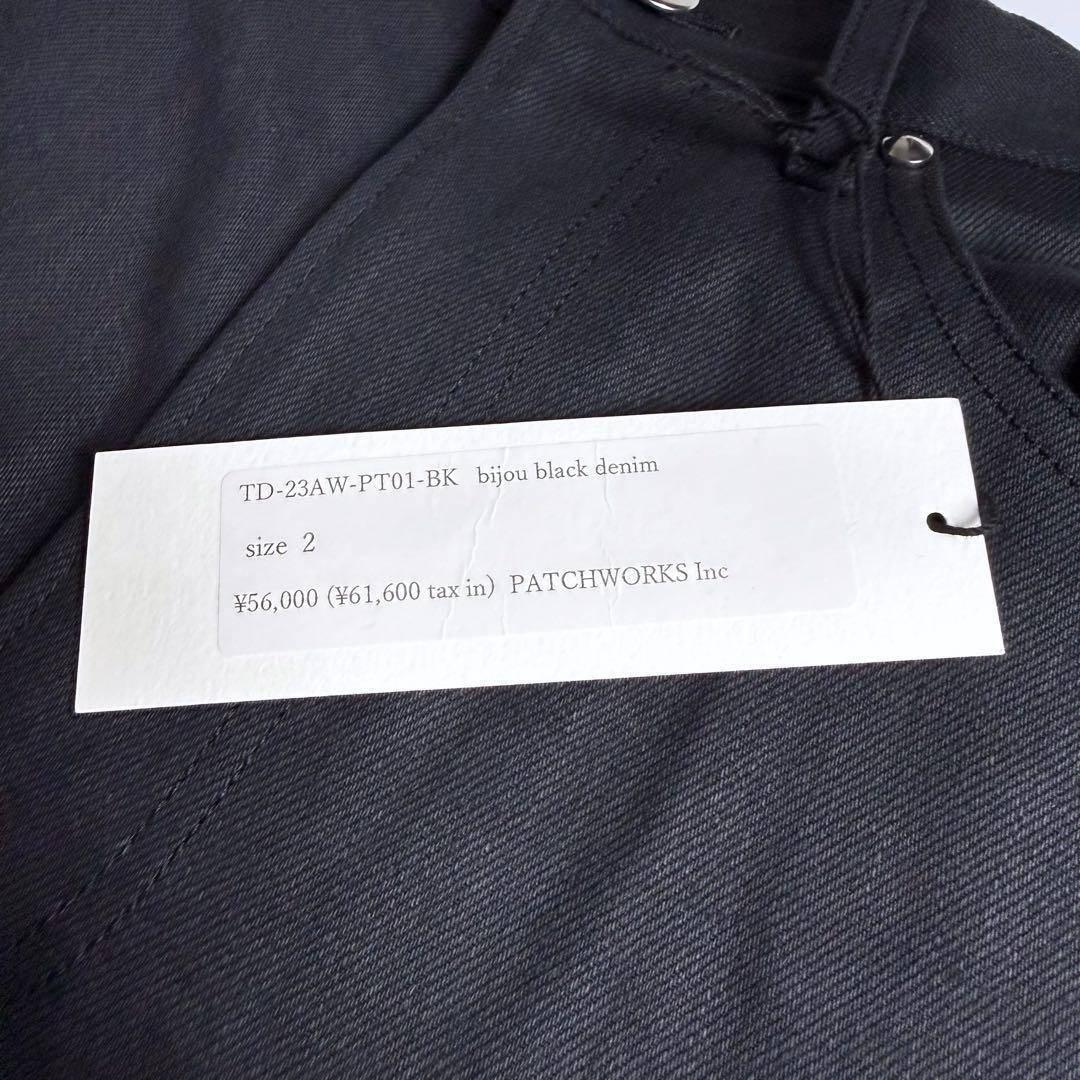 TD-23AW-PT01-BK bijou black denim
size 2
¥56,000 (¥61,600 tax in) PATCHWORKS Inc